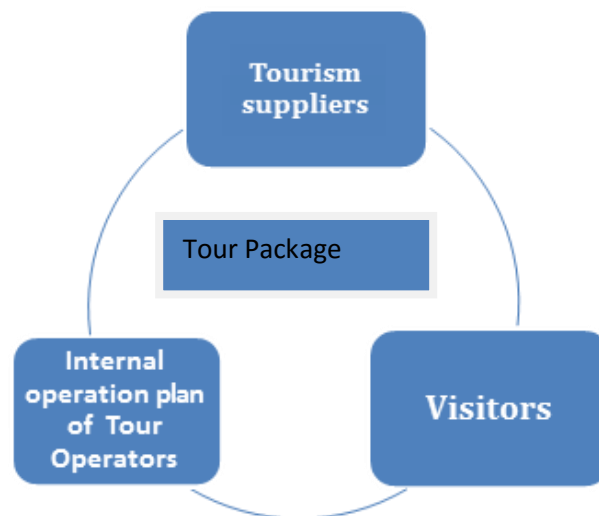 Tourism
suppliers
Tour Package
Internal
operation plan
of Tour
Operators
Visitors